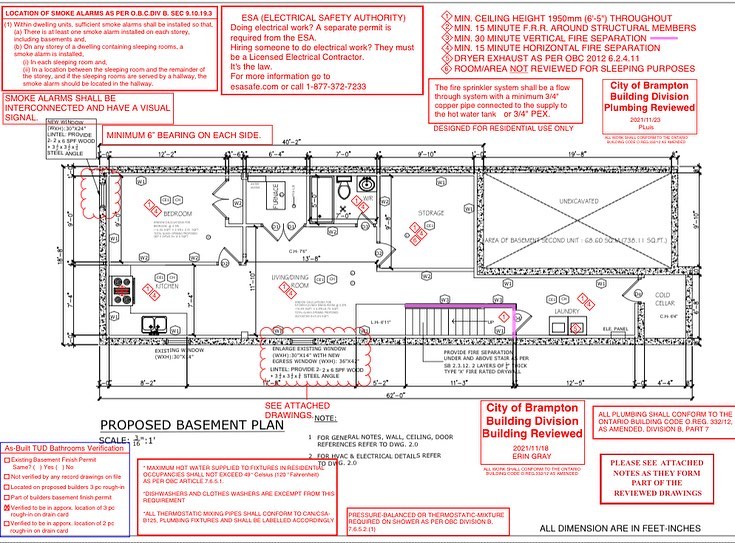 LOCATION OF SMOKE ALARMS AS PER O.B.C DIV B. SEC 9.10.19.3
(1) Within dwelling units, sufficient smoke alarms shall be installed so that,
(a) There is at least one smoke alarm installed on each storey,
including basements and,
(b) On any storey of a dwelling containing sleeping rooms, a
smoke alarm is installed,
(i) In each sleeping room and,
(ii) In a location between the sleeping room and the remainder of
the storey, and if the sleeping rooms are served by a hallway, the
smoke alarm shall be located in the hallway.
SMOKE ALARMS SHALL BE
INTERCONNECTED AND HAVE A VISUAL
SIGNAL.
ESA (ELECTRICAL SAFETY AUTHORITY)
Doing electrical work? A separate permit is
required from the ESA.
Hiring someone to do electrical work? They must
be a Licensed Electrical Contractor.
It's the law.
For more information go to
esasafe.com or call 1-877-372-7233
1 MIN. CEILING HEIGHT 1950mm (6'-5") THROUGHOUT
2 MIN. 15 MINUTE F.R.R. AROUND STRUCTURAL MEMBERS
3 MIN. 30 MINUTE VERTICAL FIRE SEPARATION
4 MIN. 15 MINUTE HORIZONTAL FIRE SEPARATION
5 DRYER EXHAUST AS PER OBC 2012 6.2.4.11
6 ROOM/AREA NOT REVIEWED FOR SLEEPING PURPOSES
The fire sprinkler system shall be a flow
through system with a minimum 3/4"
copper pipe connected to the supply to
the hot water tank or 3/4" PEX.
DESIGNED FOR RESIDENTIAL USE ONLY
City of Brampton
Building Division
Plumbing Reviewed
2021/11/23
PLuis
ALL WORK SHALL CONFORM TO THE ONTARIO
BUILDING CODE O.REG.332/12 AS AMENDED
NEW WINDOW
(WXH):30"X24"
LINTEL: PROVIDE
2- 2 x 6 SPF WOOD
STEEL ANGLE
MINIMUM 6" BEARING ON EACH SIDE.
40'-2"
12'-2"
6'-4"
7'-5"
9'-10"
19'-8"
18'-8"
BEDROOM
FURNACE
W/R
7'-0"
STORAGE
UNEXCAVATED
AREA OF BASEMENT SECOND UNIT : 68.60 SQ.M(738.11 SQ.FT.)
C.H. 7'6"
13'-8"
11'-10"
KITCHEN
LIVING/DINING
ROOM
LAUNDRY
COLD
CELLAR
C.H. 6'4"
L.H. 6'11"
UP
ELE. PANEL
EXISTING WINDOW
(WXH):30"X24"
ENLARGE EXISTING WINDOW
(WXH):30"X24" WITH NEW
EGRESS WINDOW (WXH): 36"X42"
LINTEL: PROVIDE 2- 2 x 6 SPF WOOD
STEEL ANGLE
PROVIDE FIRE SEPARATION
UNDER AND ABOVE STAIR AS PER
SB 2.3.12. 2 LAYERS OF ½" THICK
TYPE 'X' FIRE RATED DRYWALL
8'-2"
5'-2"
11'-3"
12'-5"
4'-4"
62'-0"
SEE ATTACHED
DRAWINGS.
NOTE:
PROPOSED BASEMENT PLAN
SCALE: 3/16":1'
1 FOR GENERAL NOTES, WALL, CEILING, DOOR
REFERENCES REFER TO DWG. 2.0
2 FOR HVAC & ELECTRICAL DETAILS REFER
TO DWG. 2.0
City of Brampton
Building Division
Building Reviewed
2021/11/18
ERIN GRAY
ALL WORK SHALL CONFORM TO THE ONTARIO
BUILDING CODE O.REG.332/12 AS AMENDED
ALL PLUMBING SHALL CONFORM TO THE
ONTARIO BUILDING CODE O.REG. 332/12,
AS AMENDED. DIVISION B, PART 7
As-Built TUD Bathrooms Verification
Existing Basement Finish Permit
Same? ( ) Yes ( ) No
Not verified by any record drawings on file
Located on proposed builders 3 pc rough-in
Part of builders basement finish permit
Verified to be in approx. location of 3 pc
rough-in on drain card
Verified to be in approx. location of 2 pc
rough-in on drain card
* MAXIMUM HOT WATER SUPPLIED TO FIXTURES IN RESIDENTIAL
OCCUPANCIES SHALL NOT EXCEED 49° Celsius (120 ° Fahrenheit)
AS PER OBC ARTICLE 7.6.5.1.
*DISHWASHERS AND CLOTHES WASHERS ARE EXCEMPT FROM THIS
REQUIREMENT
*ALL THERMOSTATIC MIXING PIPES SHALL CONFORM TO CAN/CSA-
B125, PLUMBING FIXTURES AND SHALL BE LABELLED ACCORDINGLY
PRESSURE-BALANCED OR THERMOSTATIC-MIXTURE
REQUIRED ON SHOWER AS PER OBC DIVISION B.
7.6.5.2.(1)
PLEASE SEE ATTACHED
NOTES AS THEY FORM
PART OF THE
REVIEWED DRAWINGS
ALL DIMENSION ARE IN FEET-INCHES